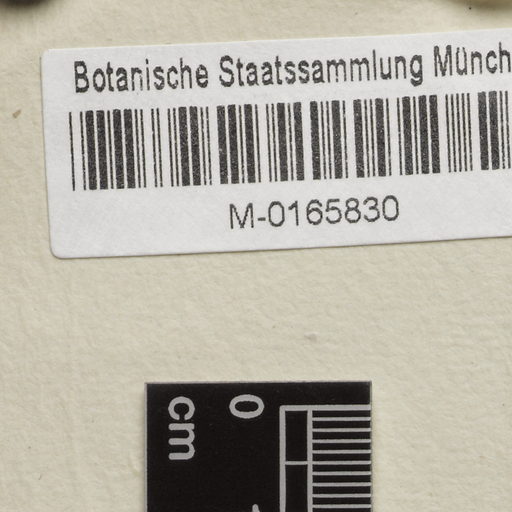 Botanische Staatssammlung Münch
M-0165830
0
cm